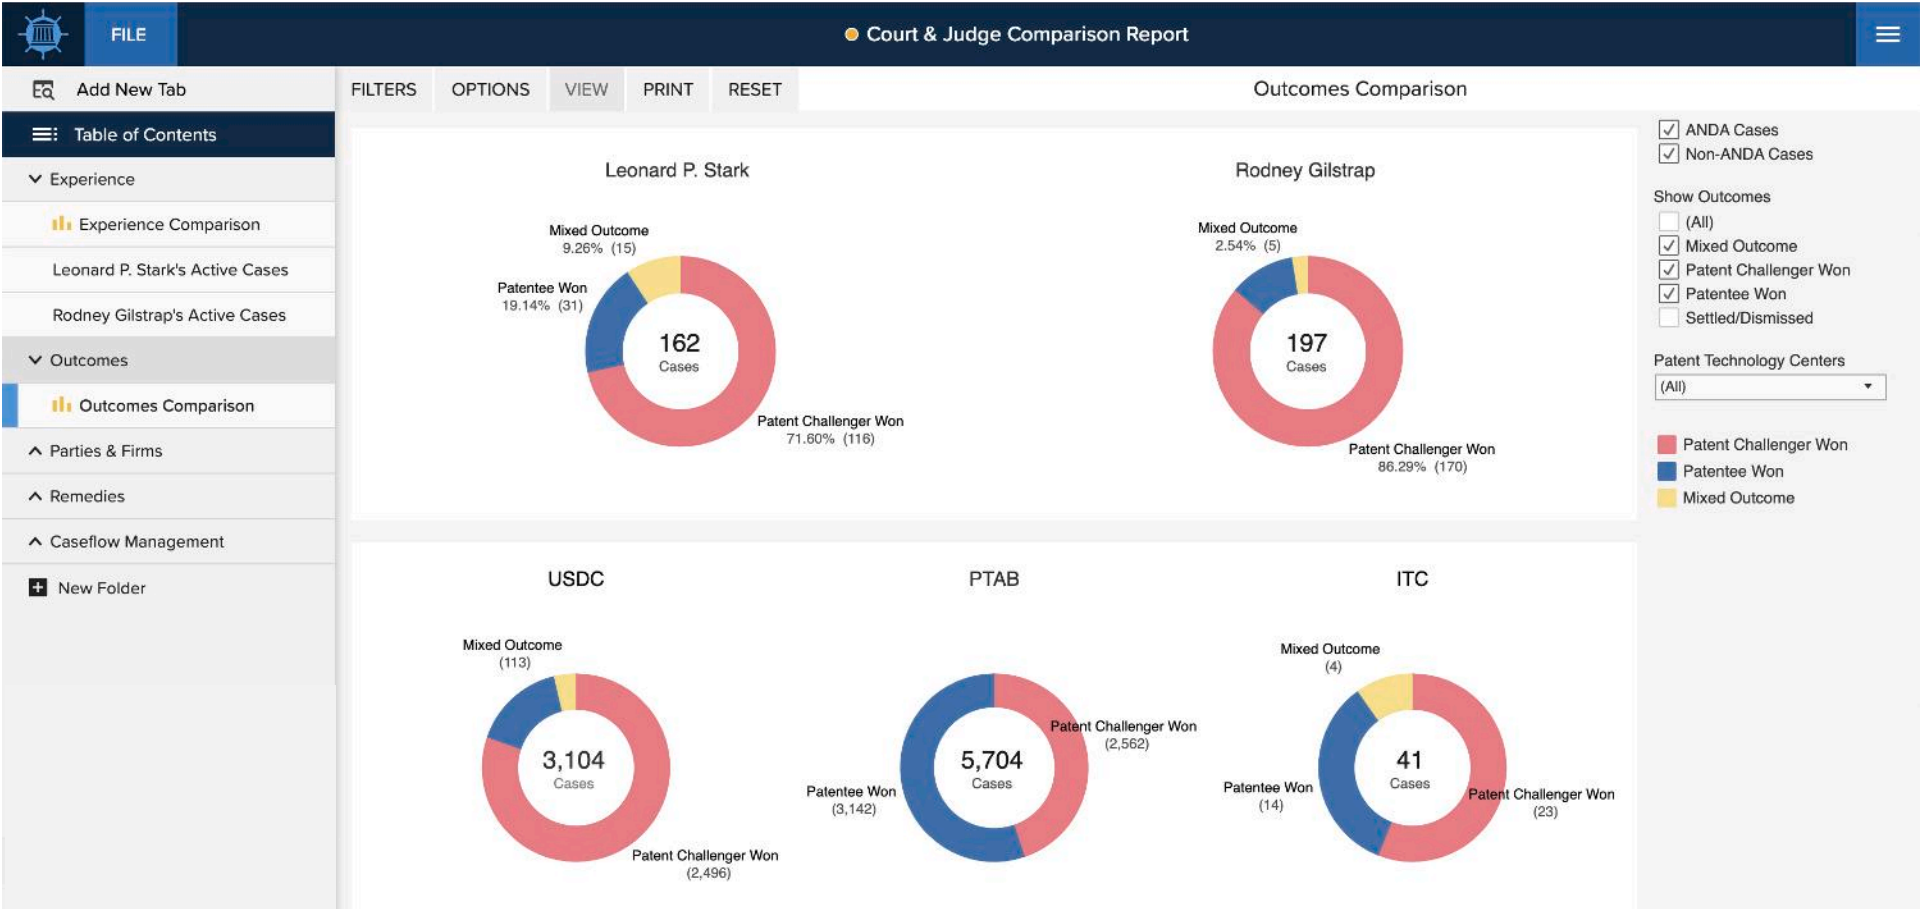 FILE
Court & Judge Comparison Report
Add New Tab
Table of Contents
Experience
Experience Comparison
Leonard P. Stark's Active Cases
Rodney Gilstrap's Active Cases
Outcomes
Outcomes Comparison
Parties & Firms
Remedies
Caseflow Management
New Folder
FILTERS OPTIONS VIEW PRINT RESET
Outcomes Comparison
Leonard P. Stark
Mixed Outcome
9.26% (15)
Patentee Won
19.14% (31)
162
Cases
Patent Challenger Won
71.60% (116)
Rodney Gilstrap
Mixed Outcome
2.54% (5)
197
Cases
Patent Challenger Won
86.29% (170)
USDC
Mixed Outcome
(113)
3,104
Cases
Patent Challenger Won
(2,496)
PTAB
Patent Challenger Won
(2,562)
5,704
Cases
Patentee Won
(3,142)
ITC
Mixed Outcome
(4)
41
Cases
Patentee Won
(14)
Patent Challenger Won
(23)
ANDA Cases
Non-ANDA Cases
Show Outcomes
(All)
Mixed Outcome
Patent Challenger Won
Patentee Won
Settled/Dismissed
Patent Technology Centers
(All)
Patent Challenger Won
Patentee Won
Mixed Outcome